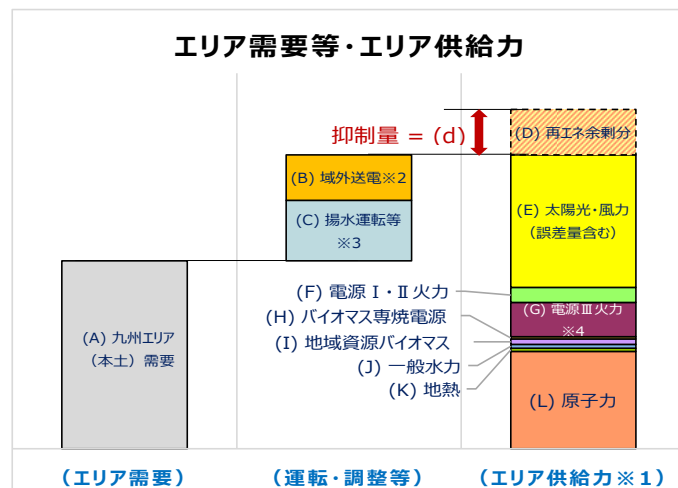 エリア需要等・エリア供給力
抑制量 = (d)
(D) 再エネ余剰分
(B) 域外送電※2
(C) 揚水運転等
※3
(E) 太陽光・風力
（誤差量含む）
(A) 九州エリア
（本土）需要
(F) 電源Ⅰ・Ⅱ火力
(G) 電源Ⅲ火力
※4
(H) バイオマス専焼電源
(I) 地域資源バイオマス
(J) 一般水力
(K) 地熱
(L) 原子力
（エリア需要）
（運転・調整等）
（エリア供給力※1）